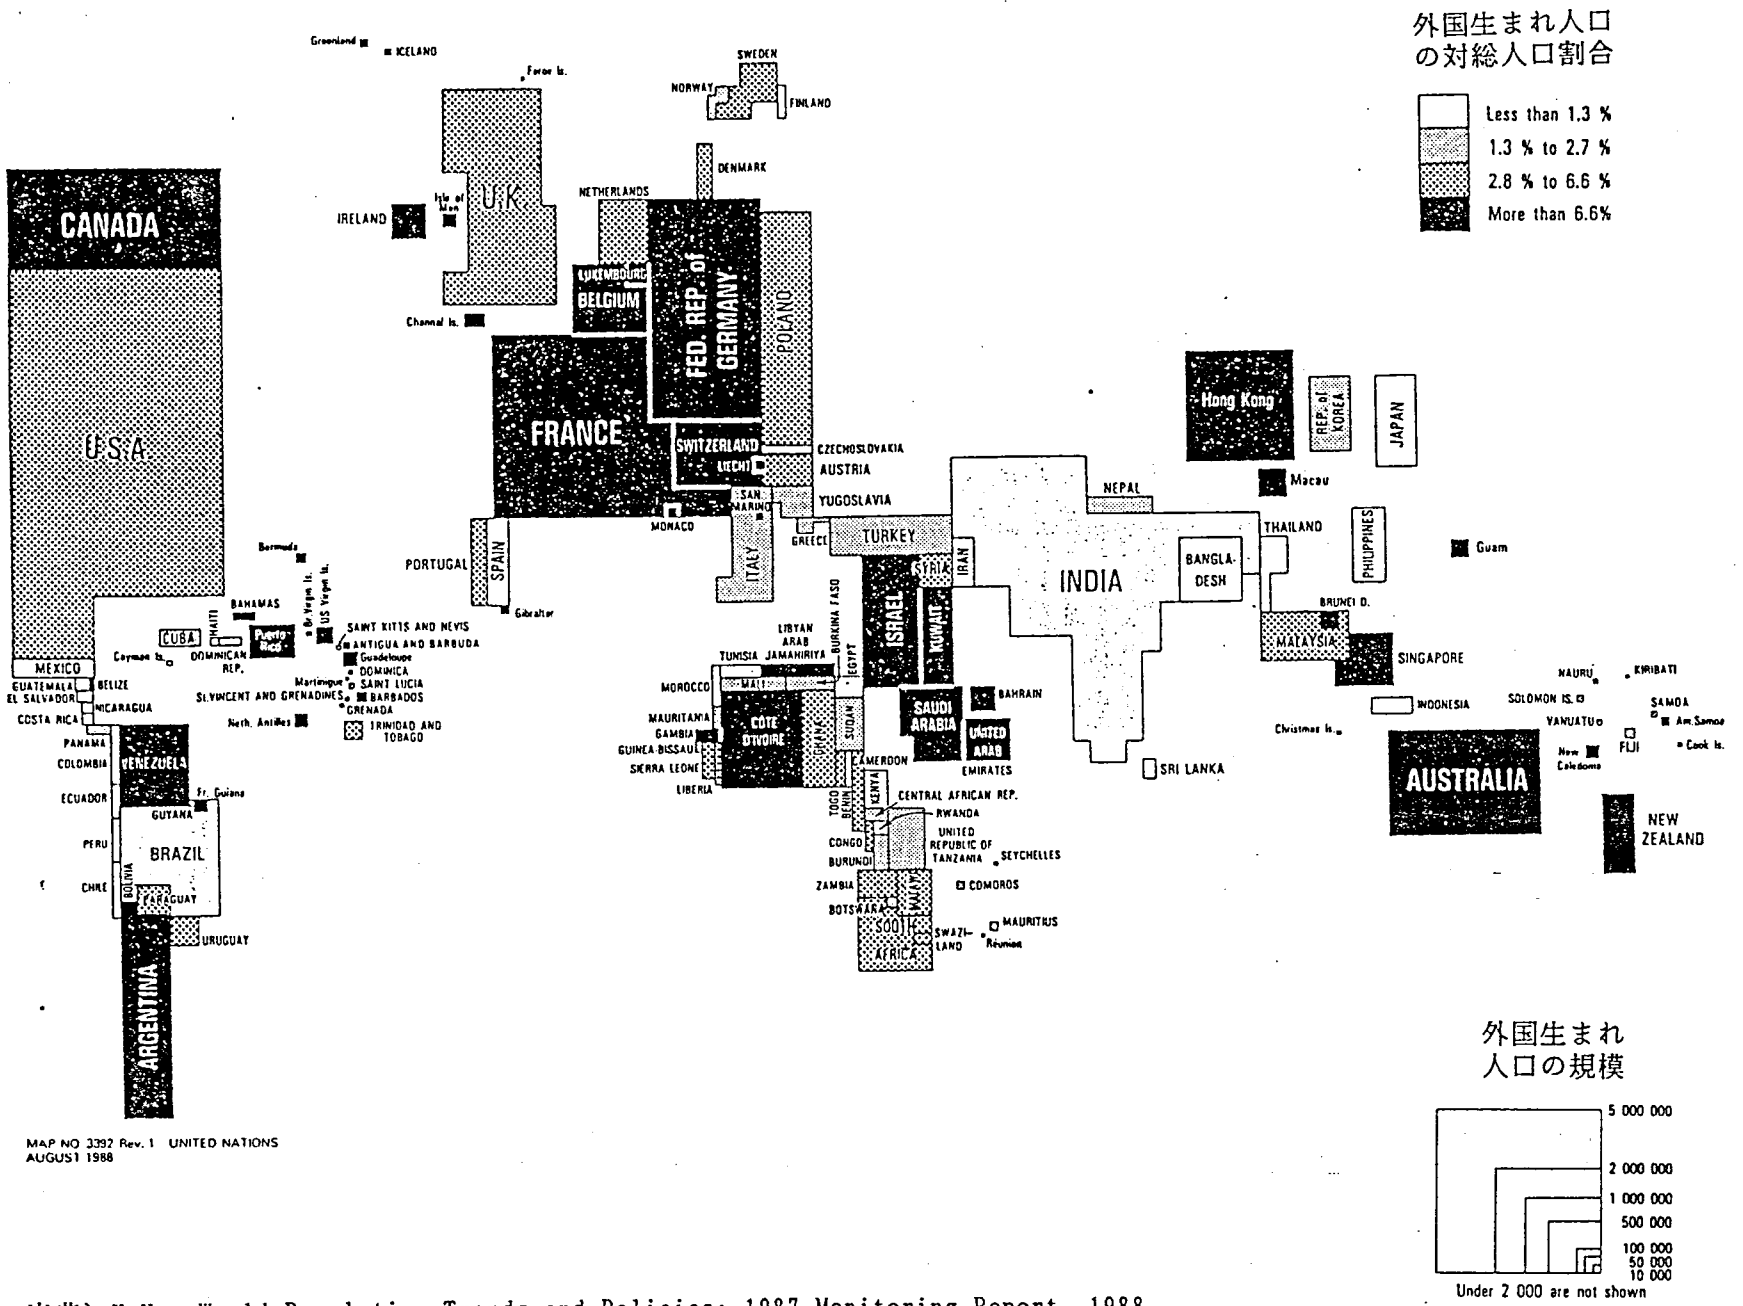 外国生まれ人口
の対総人口割合
Less than 1.3 %
1.3 % to 2.7 %
2.8 % to 6.6 %
More than 6.6%
Greenland
ICELAND
Faroe Is.
SWEDEN
NORWAY
FINLAND
DENMARK
NETHERLANDS
U.K.
Isle of
Man
IRELAND
CANADA
LUXEMBOURG
BELGIUM
FED. REP. of
GERMANY
POLAND
Channal Is.
U.S.A.
FRANCE
SWITZERLAND
LIECHT
CZECHOSLOVAKIA
AUSTRIA
YUGOSLAVIA
SAN
MARINO
MONACO
Hong Kong
REP. of
KOREA
JAPAN
Macau
NEPAL
THAILAND
PHILIPPINES
Guam
GREECE
TURKEY
ITALY
PORTUGAL
SPAIN
Gibraltar
SYRIA
IRAN
INDIA
BANGLA-
DESH
ISRAEL
KUWAIT
BRUNEI D.
MALAYSIA
SINGAPORE
INDONESIA
Christmas Is.
SRI LANKA
Bermuda
BAHAMAS
HAITI
CUBA
Puerto
Rico
Br. Virgin Is.
US Virgin Is.
Cayman Is.
DOMINICAN
REP.
SAINT KITTS AND NEVIS
ANTIGUA AND BARBUDA
Guadeloupe
DOMINICA
Martinique
SAINT LUCIA
ST. VINCENT AND GRENADINES
BARBADOS
GRENADA
Neth. Antilles
TRINIDAD AND
TOBAGO
MEXICO
GUATEMALA
BELIZE
EL SALVADOR
NICARAGUA
COSTA RICA
PANAMA
COLOMBIA
VENEZUELA
ECUADOR
Fr. Guiana
GUYANA
PERU
BRAZIL
CHILE
BOLIVIA
PARAGUAY
URUGUAY
ARGENTINA
LIBYAN
ARAB
JAMAHIRIYA
BURKINA FASO
EGYPT
TUNISIA
MOROCCO
MALI
MAURITANIA
GAMBIA
GUINEA-BISSAU
SIERRA LEONE
LIBERIA
CÔTE
D'IVOIRE
GHANA
SUDAN
SAUDI
ARABIA
BAHRAIN
UNITED
ARAB
EMIRATES
CAMEROON
TOGO
BENIN
KENYA
CENTRAL AFRICAN REP.
RWANDA
CONGO
BURUNDI
UNITED
REPUBLIC OF
TANZANIA
SEYCHELLES
ZAMBIA
MALAWI
COMOROS
BOTSWARA
SOUTH
AFRICA
SWAZI-
LAND
MAURITIUS
Réunion
NAURU
KIRIBATI
SOLOMON IS.
SAMOA
VANUATU
Am. Samoa
FIJI
Cook Is.
New
Caledonia
AUSTRALIA
NEW
ZEALAND
外国生まれ
人口の規模
5 000 000
2 000 000
1 000 000
500 000
100 000
50 000
10 000
Under 2 000 are not shown
MAP NO 3392 Rev. 1 UNITED NATIONS
AUGUST 1988
World Population Trends and Policies: 1987 Monitoring Report, 1988